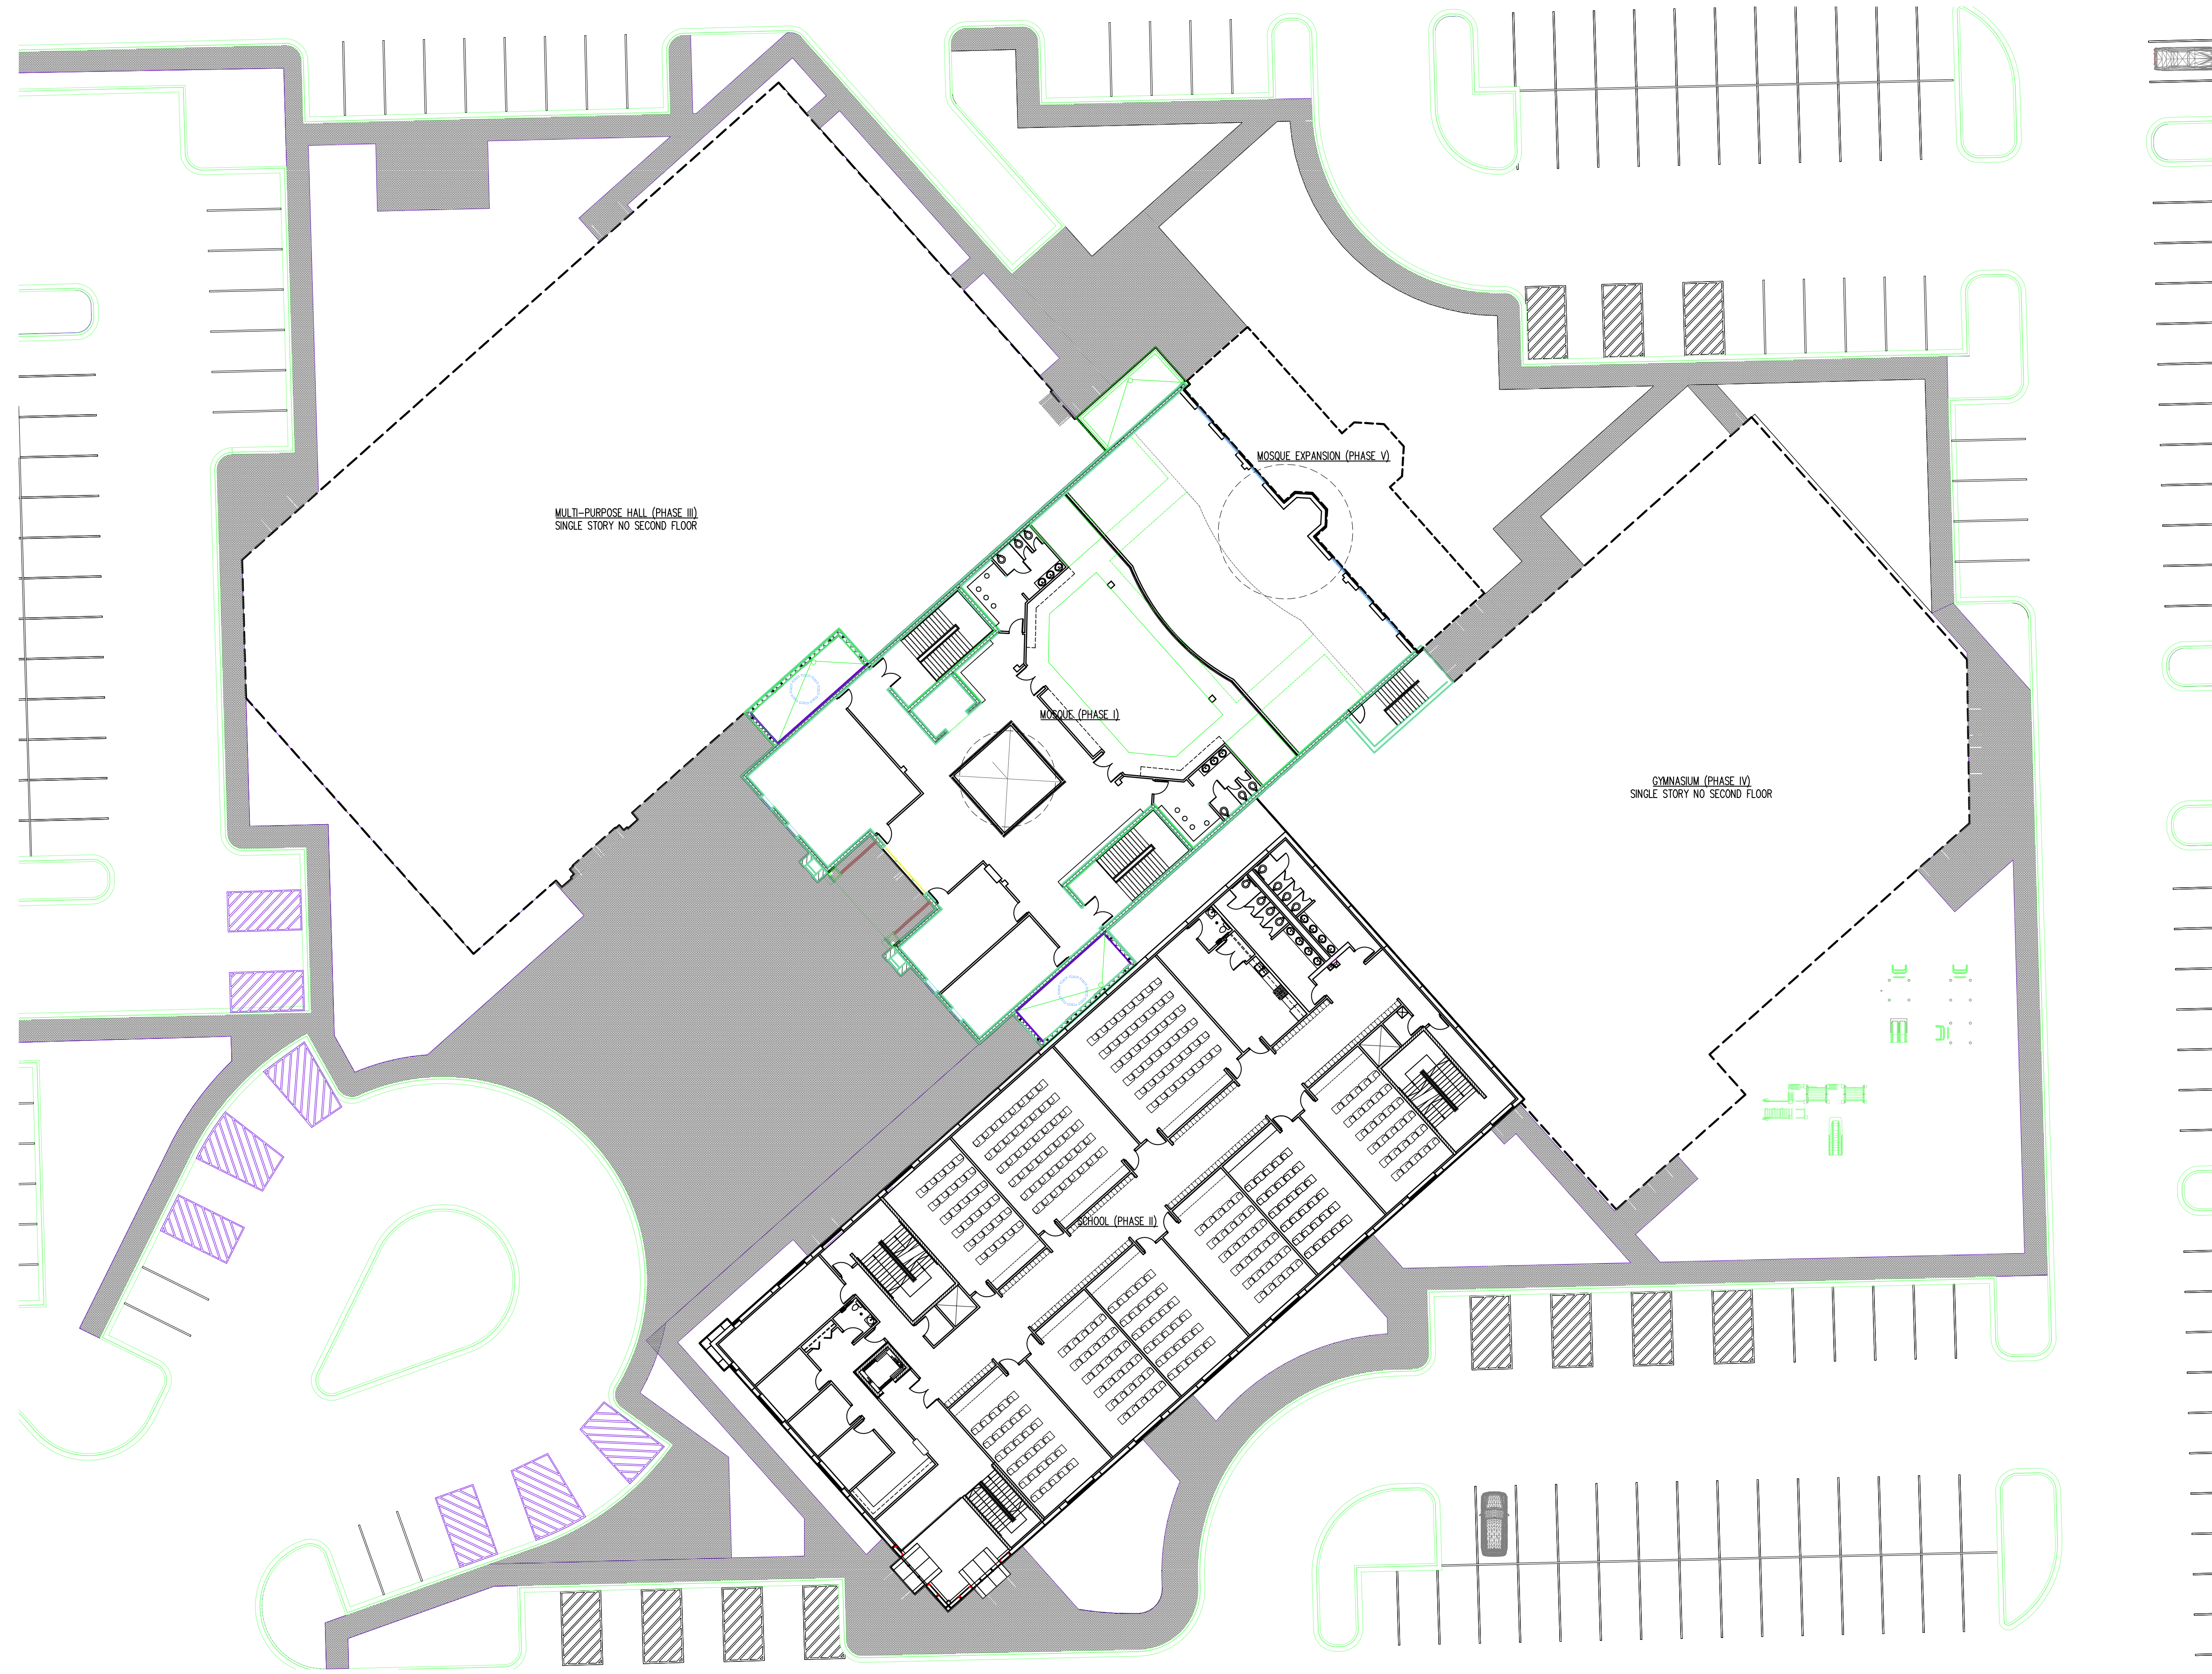 MOSQUE EXPANSION (PHASE V)
MULTI-PURPOSE HALL (PHASE III)
SINGLE STORY NO SECOND FLOOR
MOSQUE (PHASE I)
GYMNASIUM (PHASE IV)
SINGLE STORY NO SECOND FLOOR
SCHOOL (PHASE II)